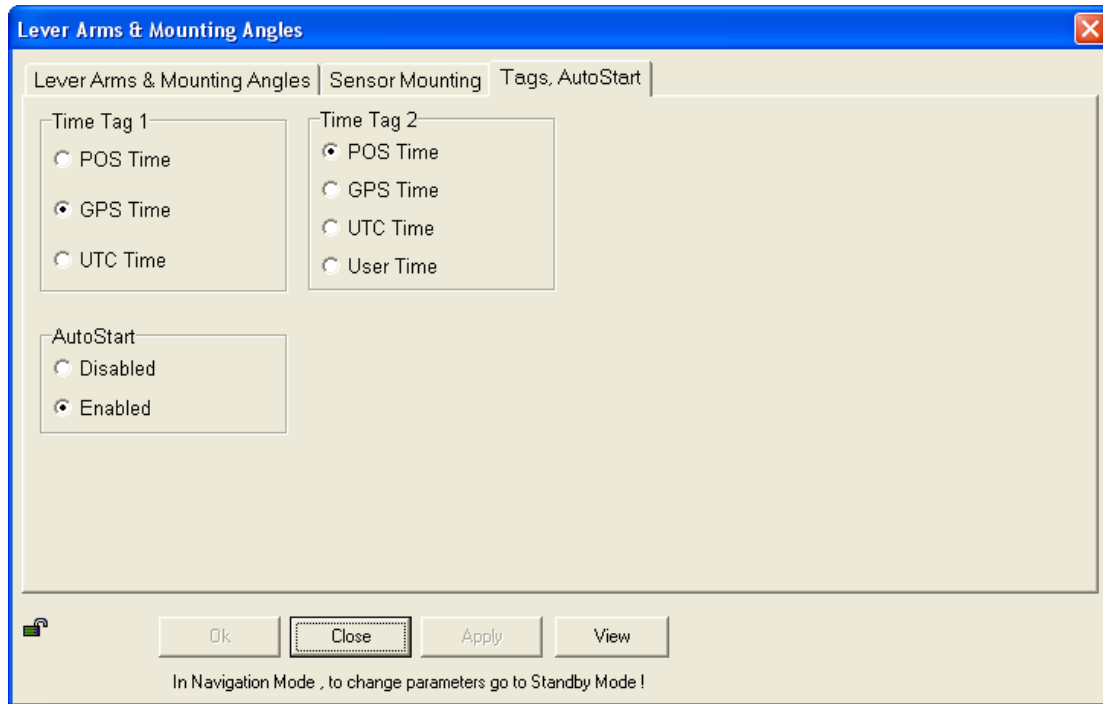 Lever Arms & Mounting Angles
Lever Arms & Mounting Angles Sensor Mounting Tags, AutoStart
Time Tag 1
POS Time
GPS Time
UTC Time
Time Tag 2
POS Time
GPS Time
UTC Time
User Time
AutoStart
Disabled
Enabled
Ok Close Apply View
In Navigation Mode , to change parameters go to Standby Mode !